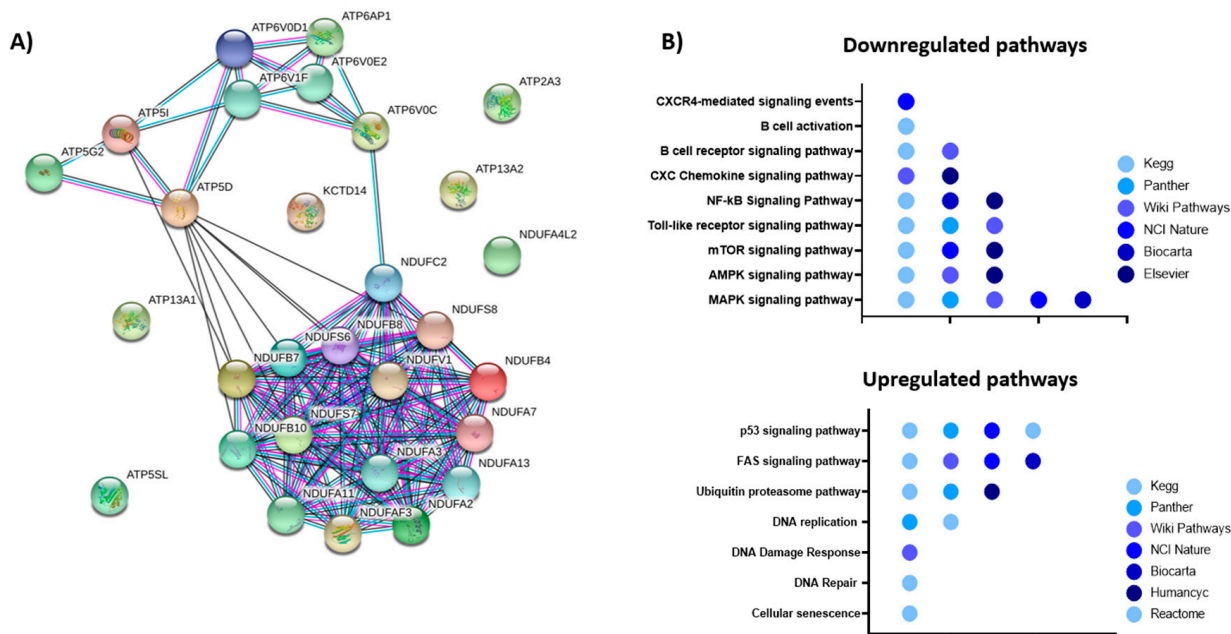 A)
ATP6V0D1
ATP6AP1
ATP6V0E2
ATP6V1F
ATP2A3
ATP5I
ATP6V0C
ATP5G2
ATP5D
KCTD14
ATP13A2
NDUFA4L2
NDUFC2
ATP13A1
NDUFS8
NDUFB8
NDUFS6
NDUFB7
NDUFV1
NDUFB4
NDUFS7
NDUFA7
NDUFB10
NDUFA3
NDUFA13
ATP5SL
NDUFA11
NDUFA2
NDUFAF3
B)
Downregulated pathways
CXCR4-mediated signaling events
B cell activation
B cell receptor signaling pathway
CXC Chemokine signaling pathway
NF-kB Signaling Pathway
Toll-like receptor signaling pathway
mTOR signaling pathway
AMPK signaling pathway
MAPK signaling pathway
Kegg
Panther
Wiki Pathways
NCI Nature
Biocarta
Elsevier
Upregulated pathways
p53 signaling pathway
FAS signaling pathway
Ubiquitin proteasome pathway
DNA replication
DNA Damage Response
DNA Repair
Cellular senescence
Kegg
Panther
Wiki Pathways
NCI Nature
Biocarta
Humancyc
Reactome